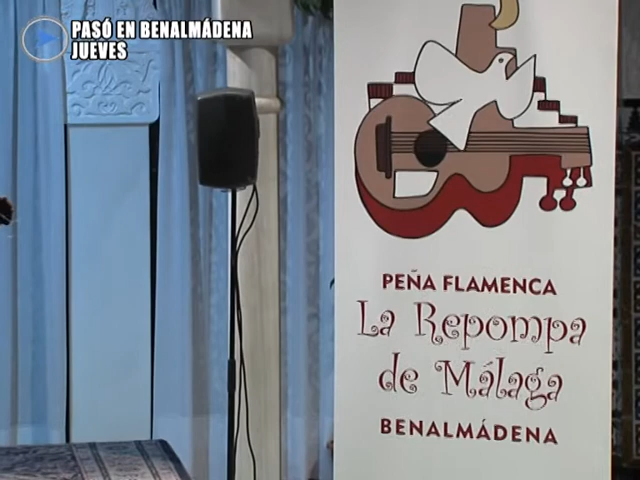 PASÓ EN BENALMÁDENA
JUEVES
PEÑA FLAMENCA
La Repompa
de Málaga
BENALMÁDENA